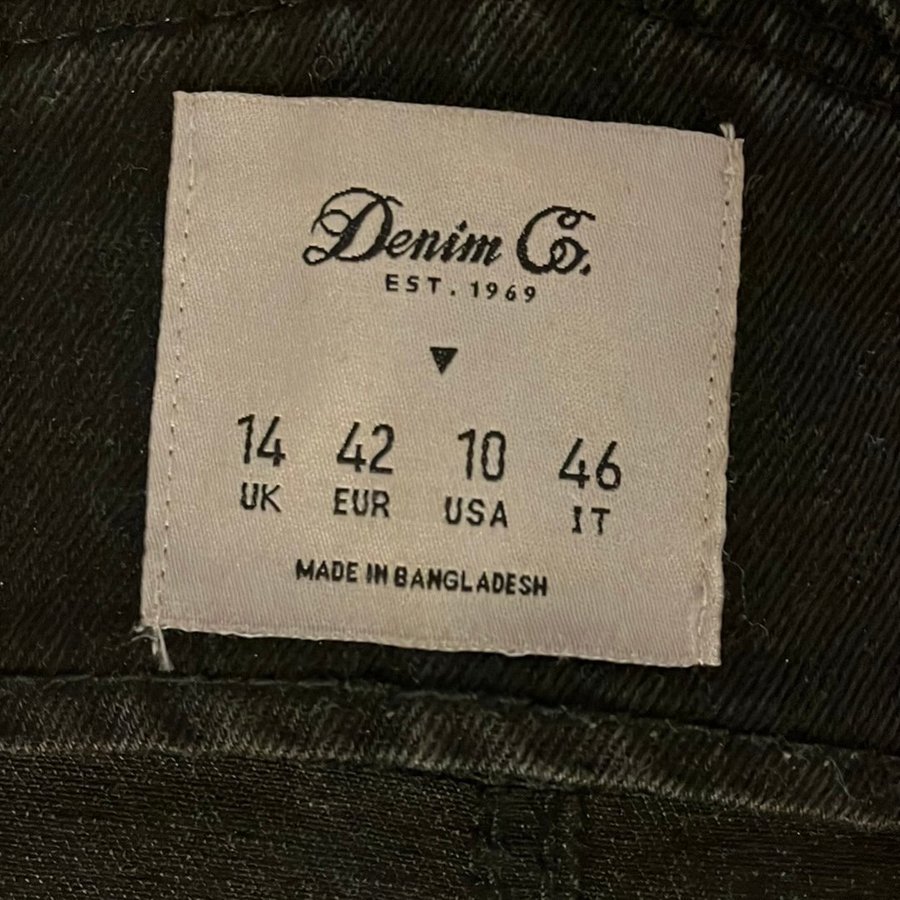 Denim Co.
EST. 1969
14 42 10 46
UK EUR USA IT
MADE IN BANGLADESH